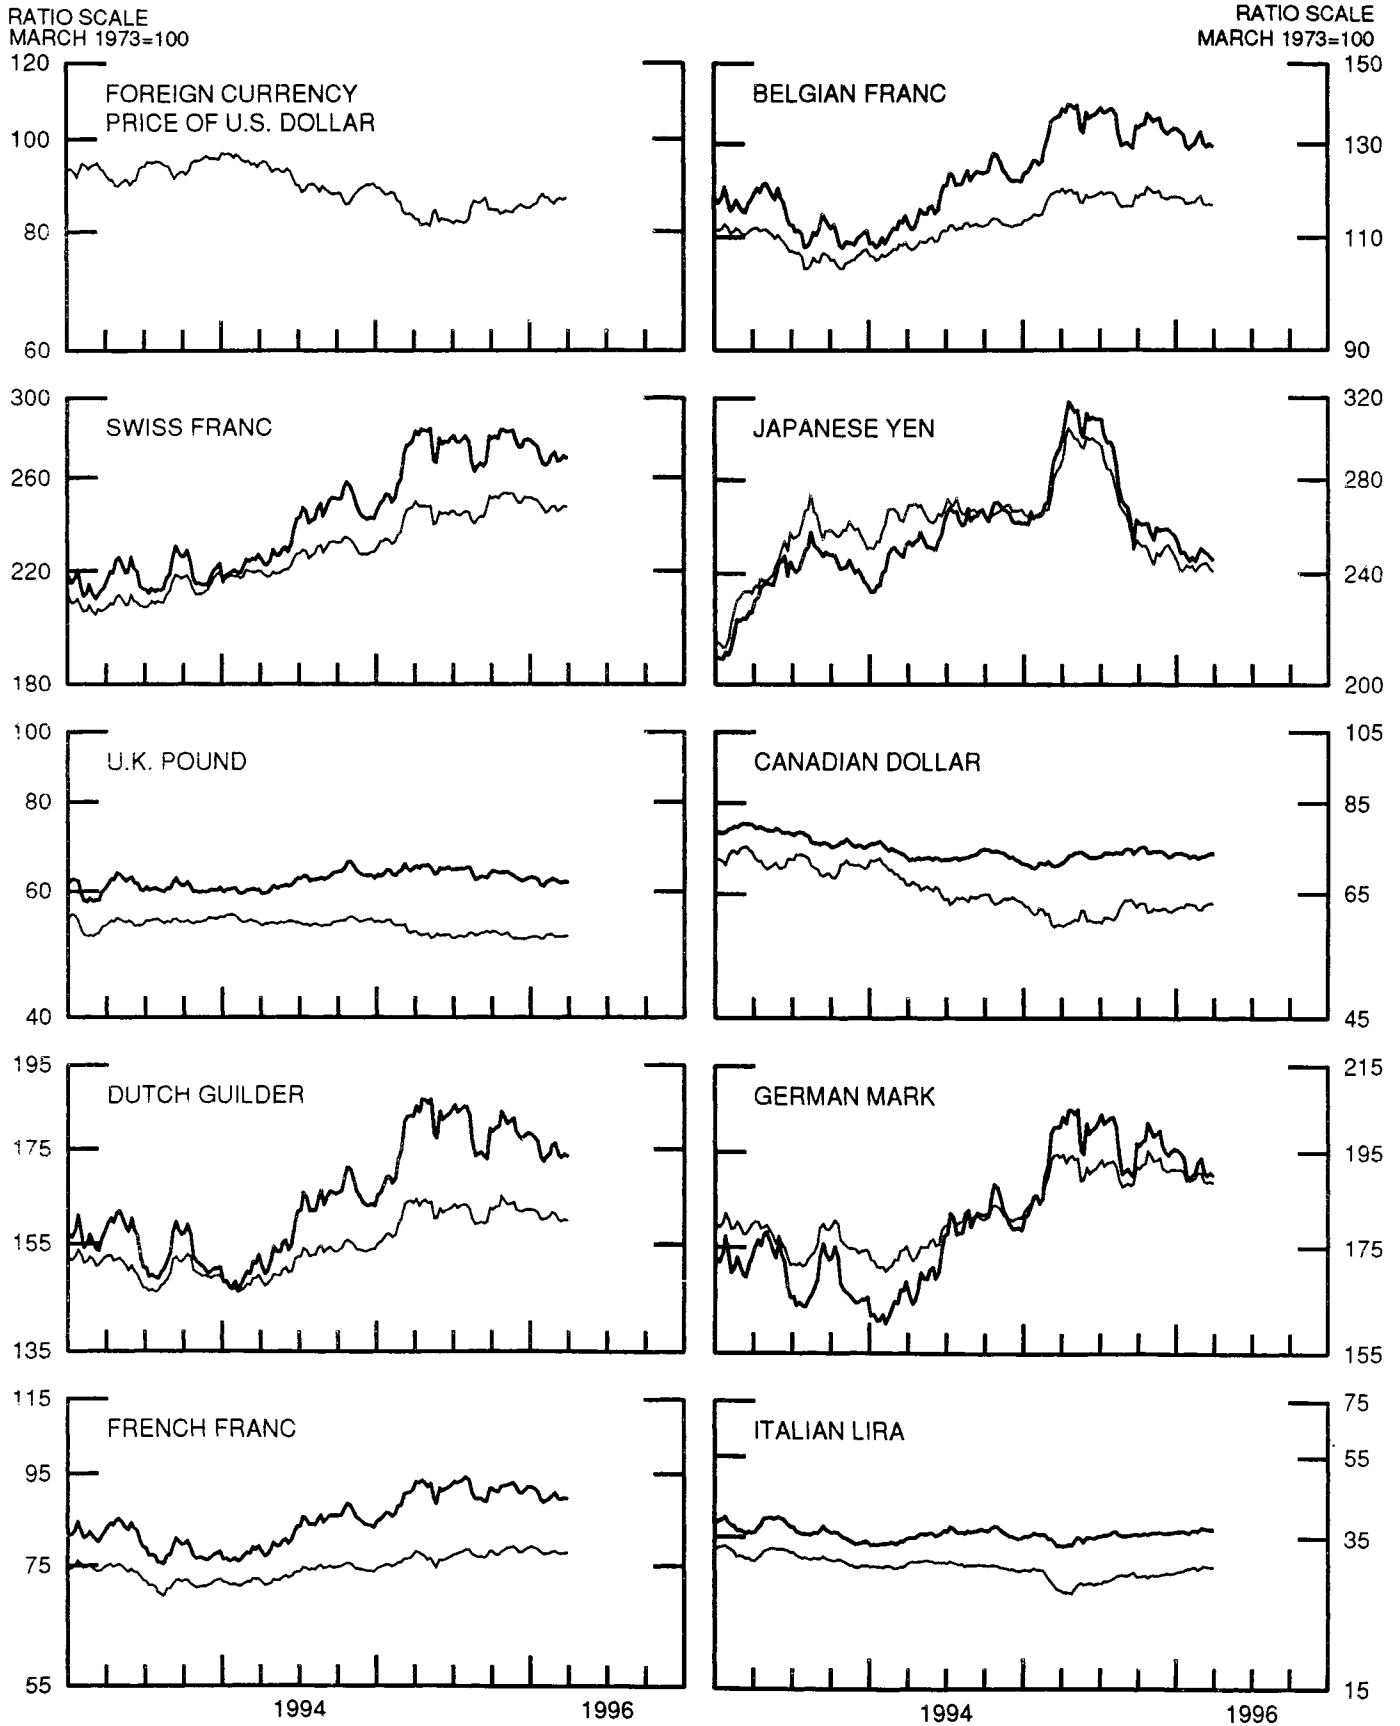 RATIO SCALE
MARCH 1973=100
RATIO SCALE
MARCH 1973=100
FOREIGN CURRENCY
PRICE OF U.S. DOLLAR
120
100
80
60
BELGIAN FRANC
150
130
110
90
SWISS FRANC
300
260
220
180
JAPANESE YEN
320
280
240
200
U.K. POUND
100
80
60
40
CANADIAN DOLLAR
105
85
65
45
DUTCH GUILDER
195
175
155
135
GERMAN MARK
215
195
175
155
FRENCH FRANC
115
95
75
55
ITALIAN LIRA
75
55
35
15
1994 1996
1994 1996